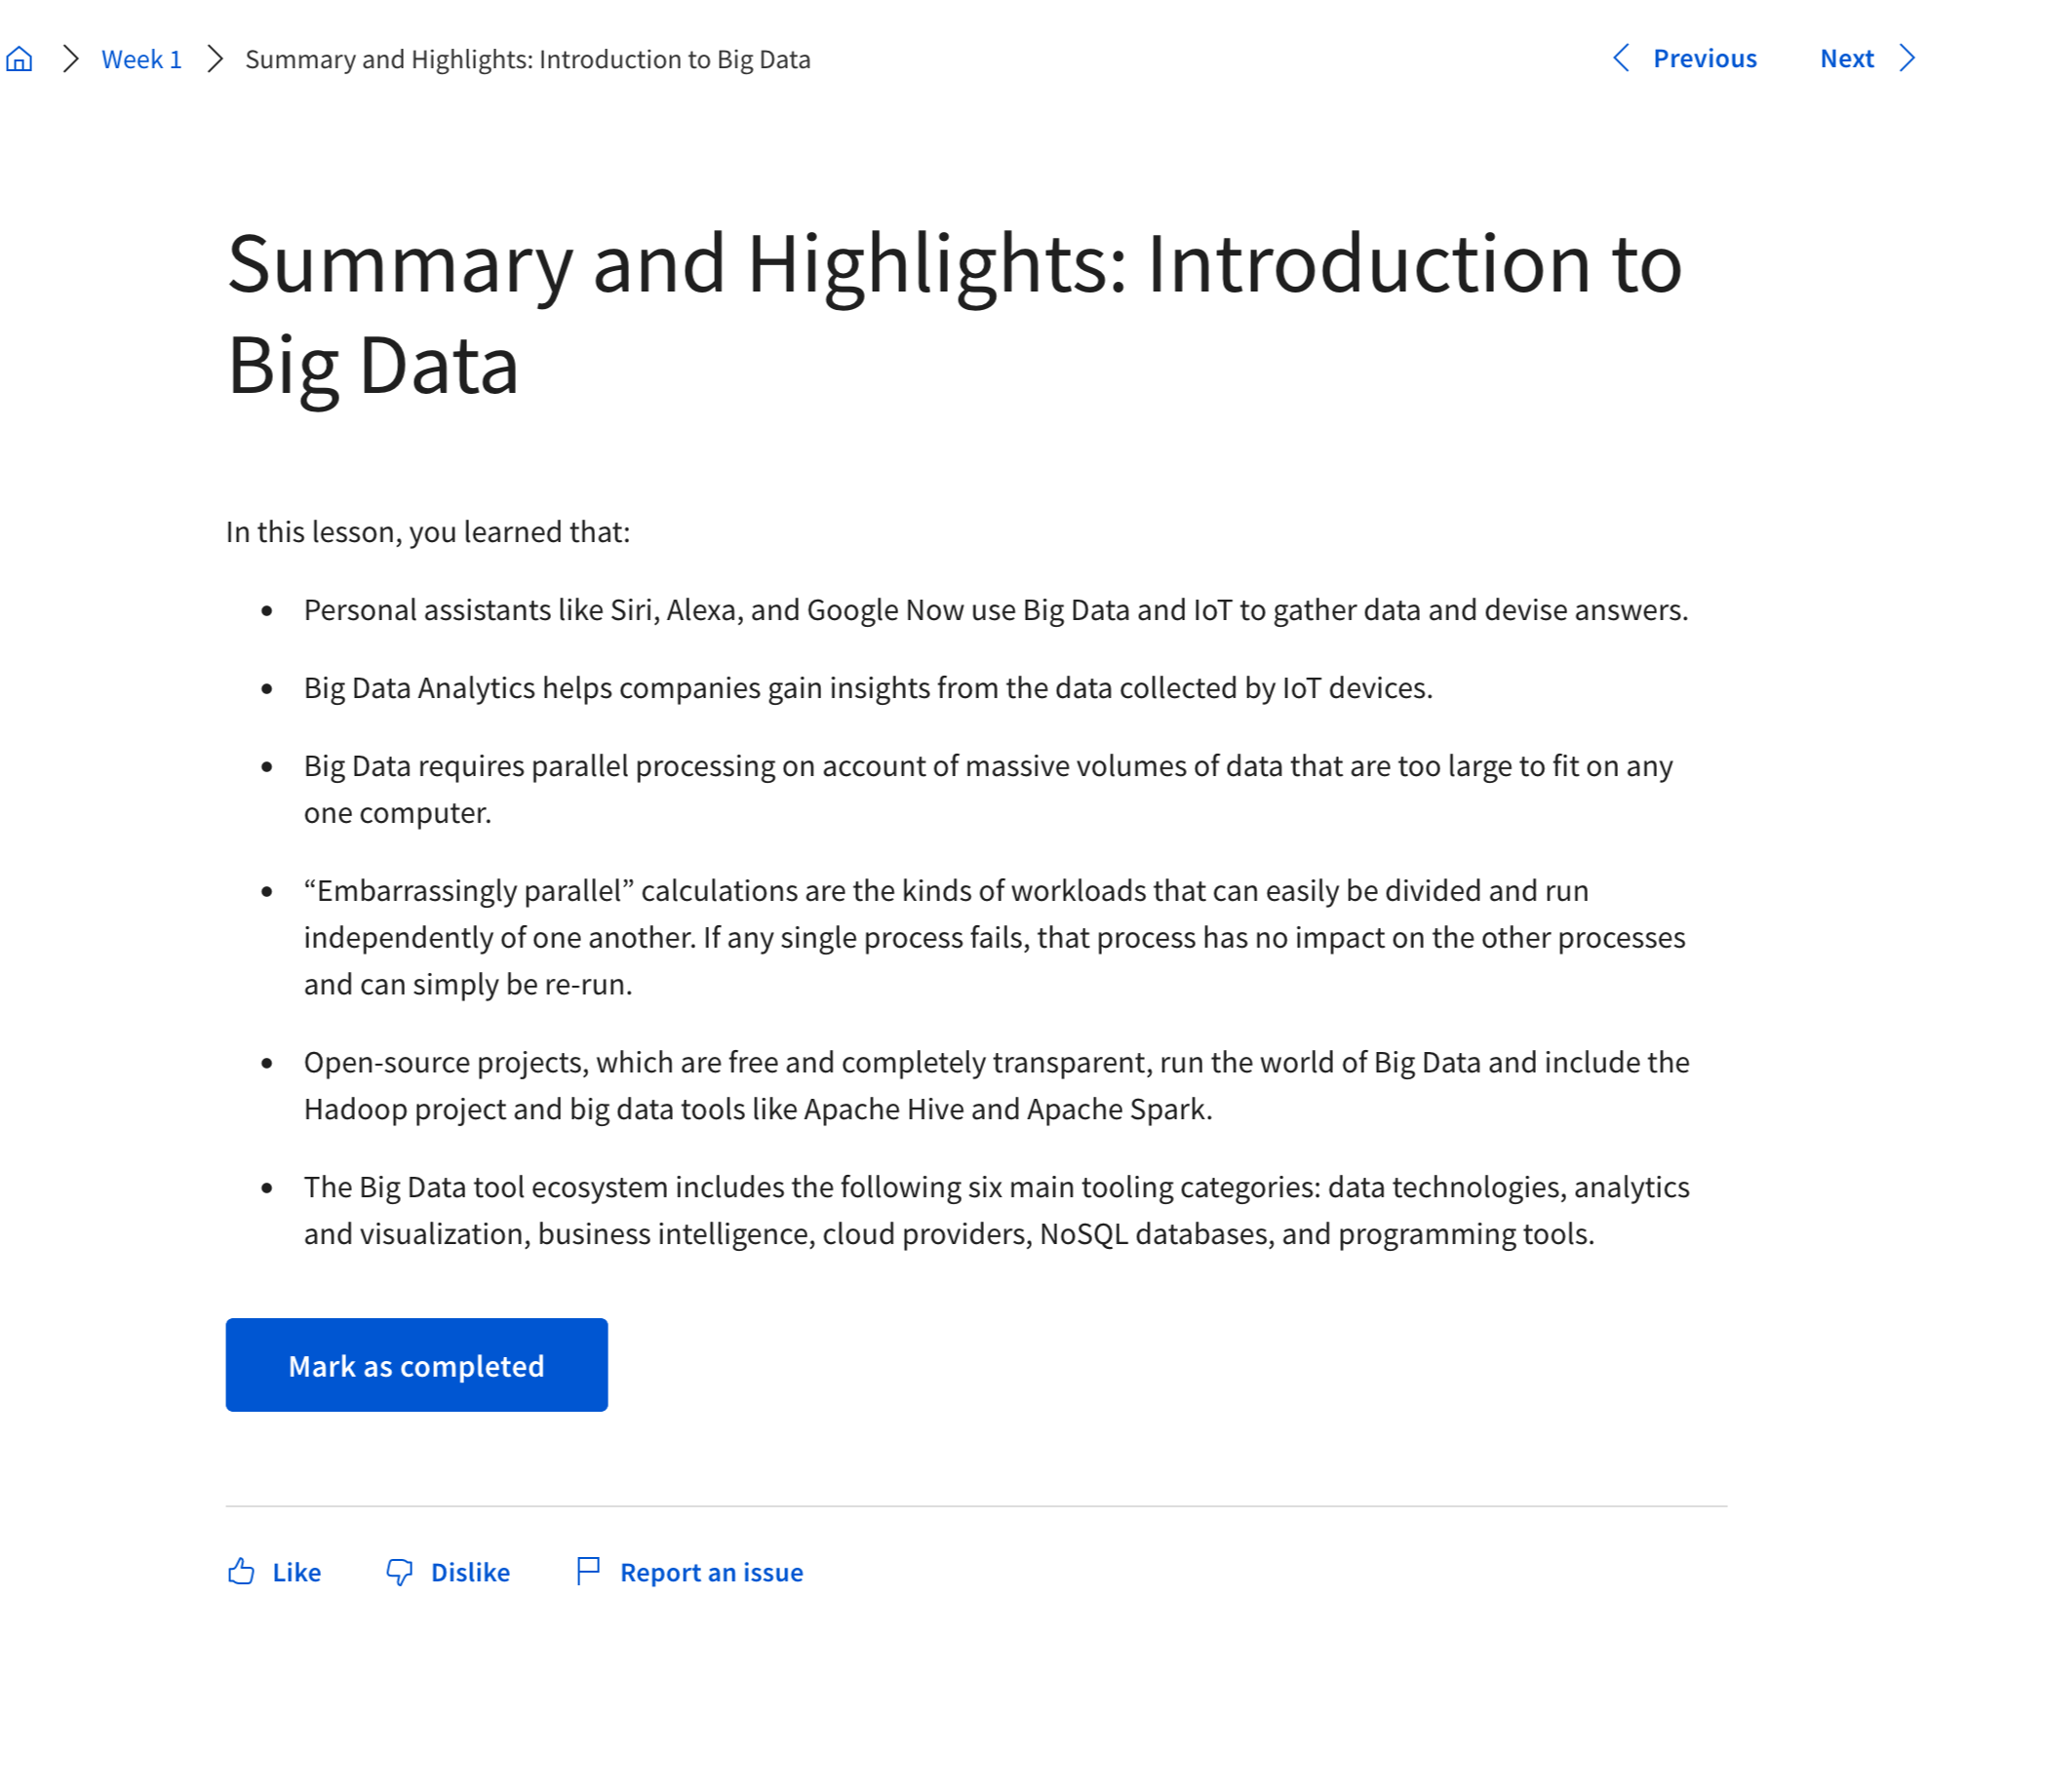 Week 1
Summary and Highlights: Introduction to Big Data
Previous
Next
Summary and Highlights: Introduction to
Big Data
In this lesson, you learned that:
• Personal assistants like Siri, Alexa, and Google Now use Big Data and IoT to gather data and devise answers.
• Big Data Analytics helps companies gain insights from the data collected by IoT devices.
• Big Data requires parallel processing on account of massive volumes of data that are too large to fit on any
one computer.
• “Embarrassingly parallel” calculations are the kinds of workloads that can easily be divided and run
independently of one another. If any single process fails, that process has no impact on the other processes
and can simply be re-run.
• Open-source projects, which are free and completely transparent, run the world of Big Data and include the
Hadoop project and big data tools like Apache Hive and Apache Spark.
• The Big Data tool ecosystem includes the following six main tooling categories: data technologies, analytics
and visualization, business intelligence, cloud providers, NoSQL databases, and programming tools.
Mark as completed
Like
Dislike
Report an issue